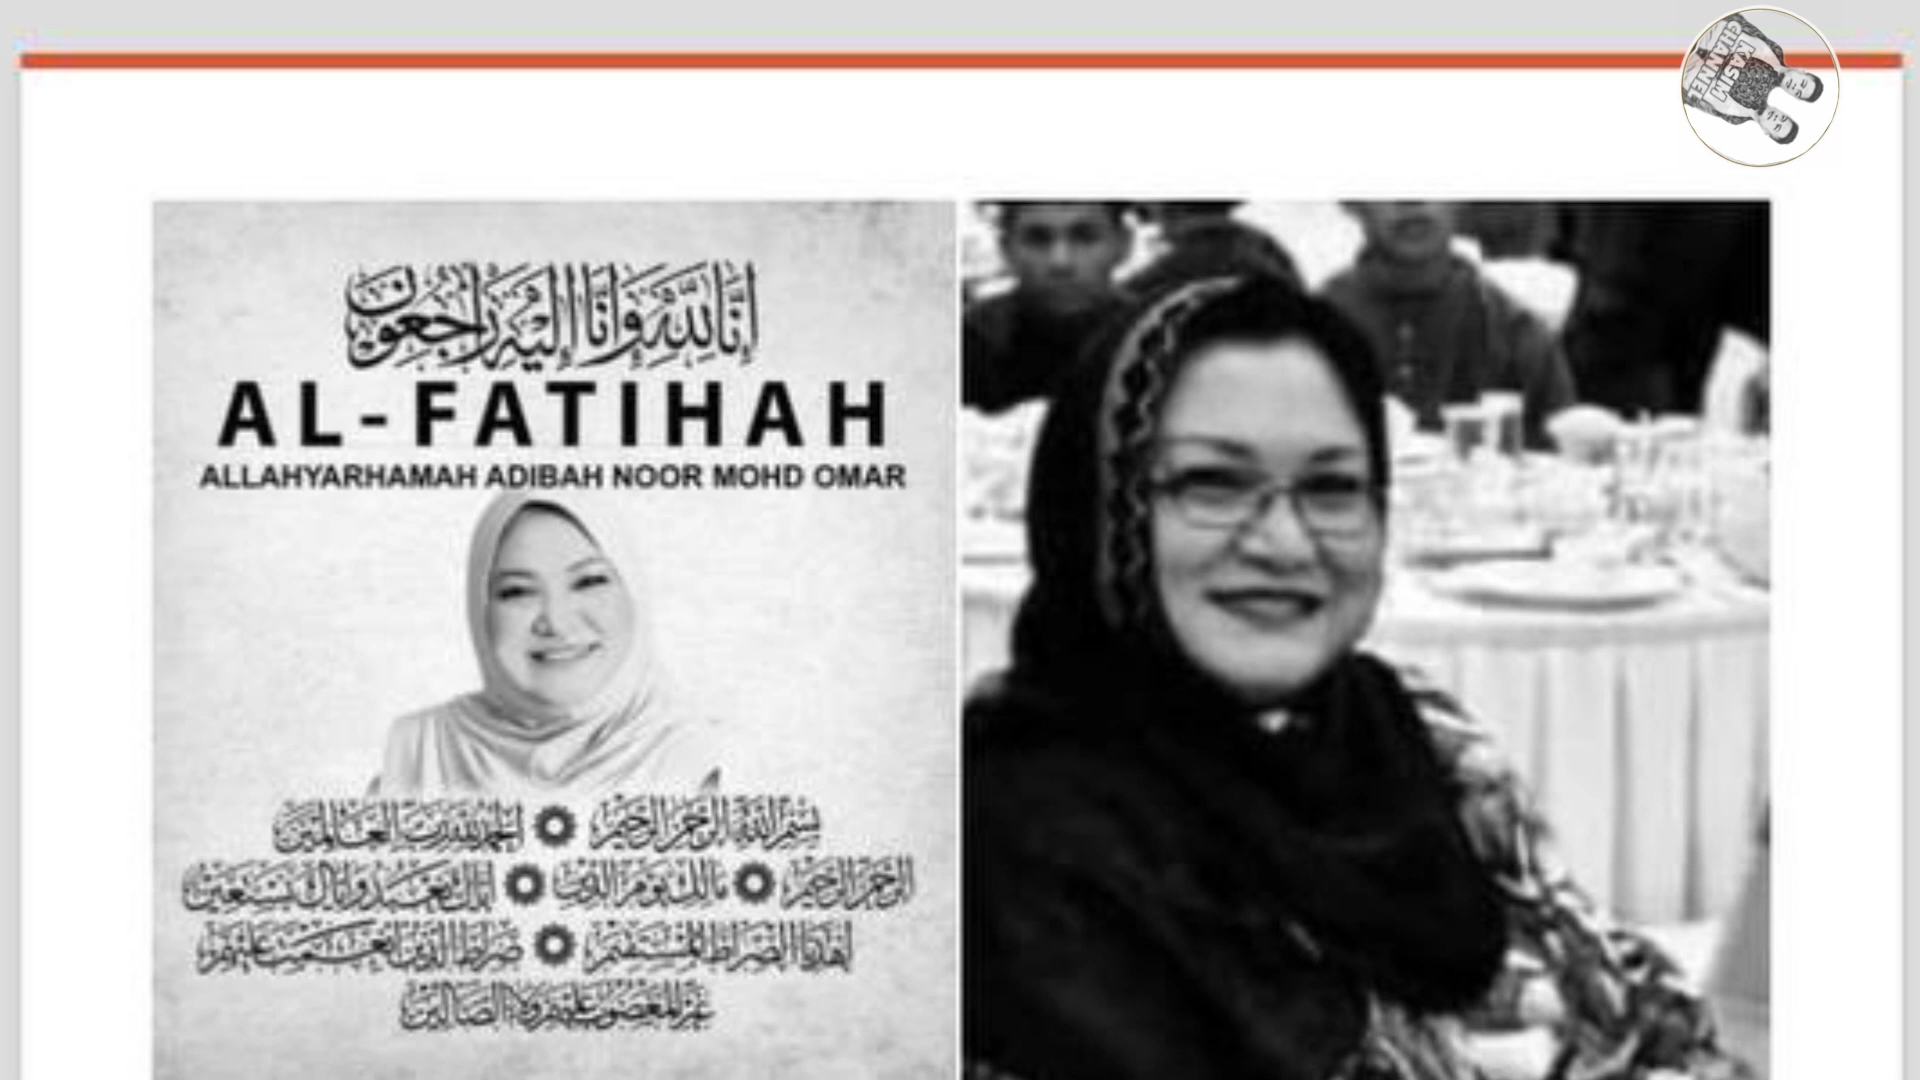 إنا لله وإنا إليه راجعون
AL-FATIHAH
ALLAHYARHAMAH ADIBAH NOOR MOHD OMAR
بسم الله الرحمن الرحيم الحمد لله رب العالمين
الرحمن الرحيم مالك يوم الدين إياك نعبد وإياك نستعين
اهدنا الصراط المستقيم صراط الذين أنعمت عليهم
غير المغضوب عليهم ولا الضالين
KASIM
CHANNEL